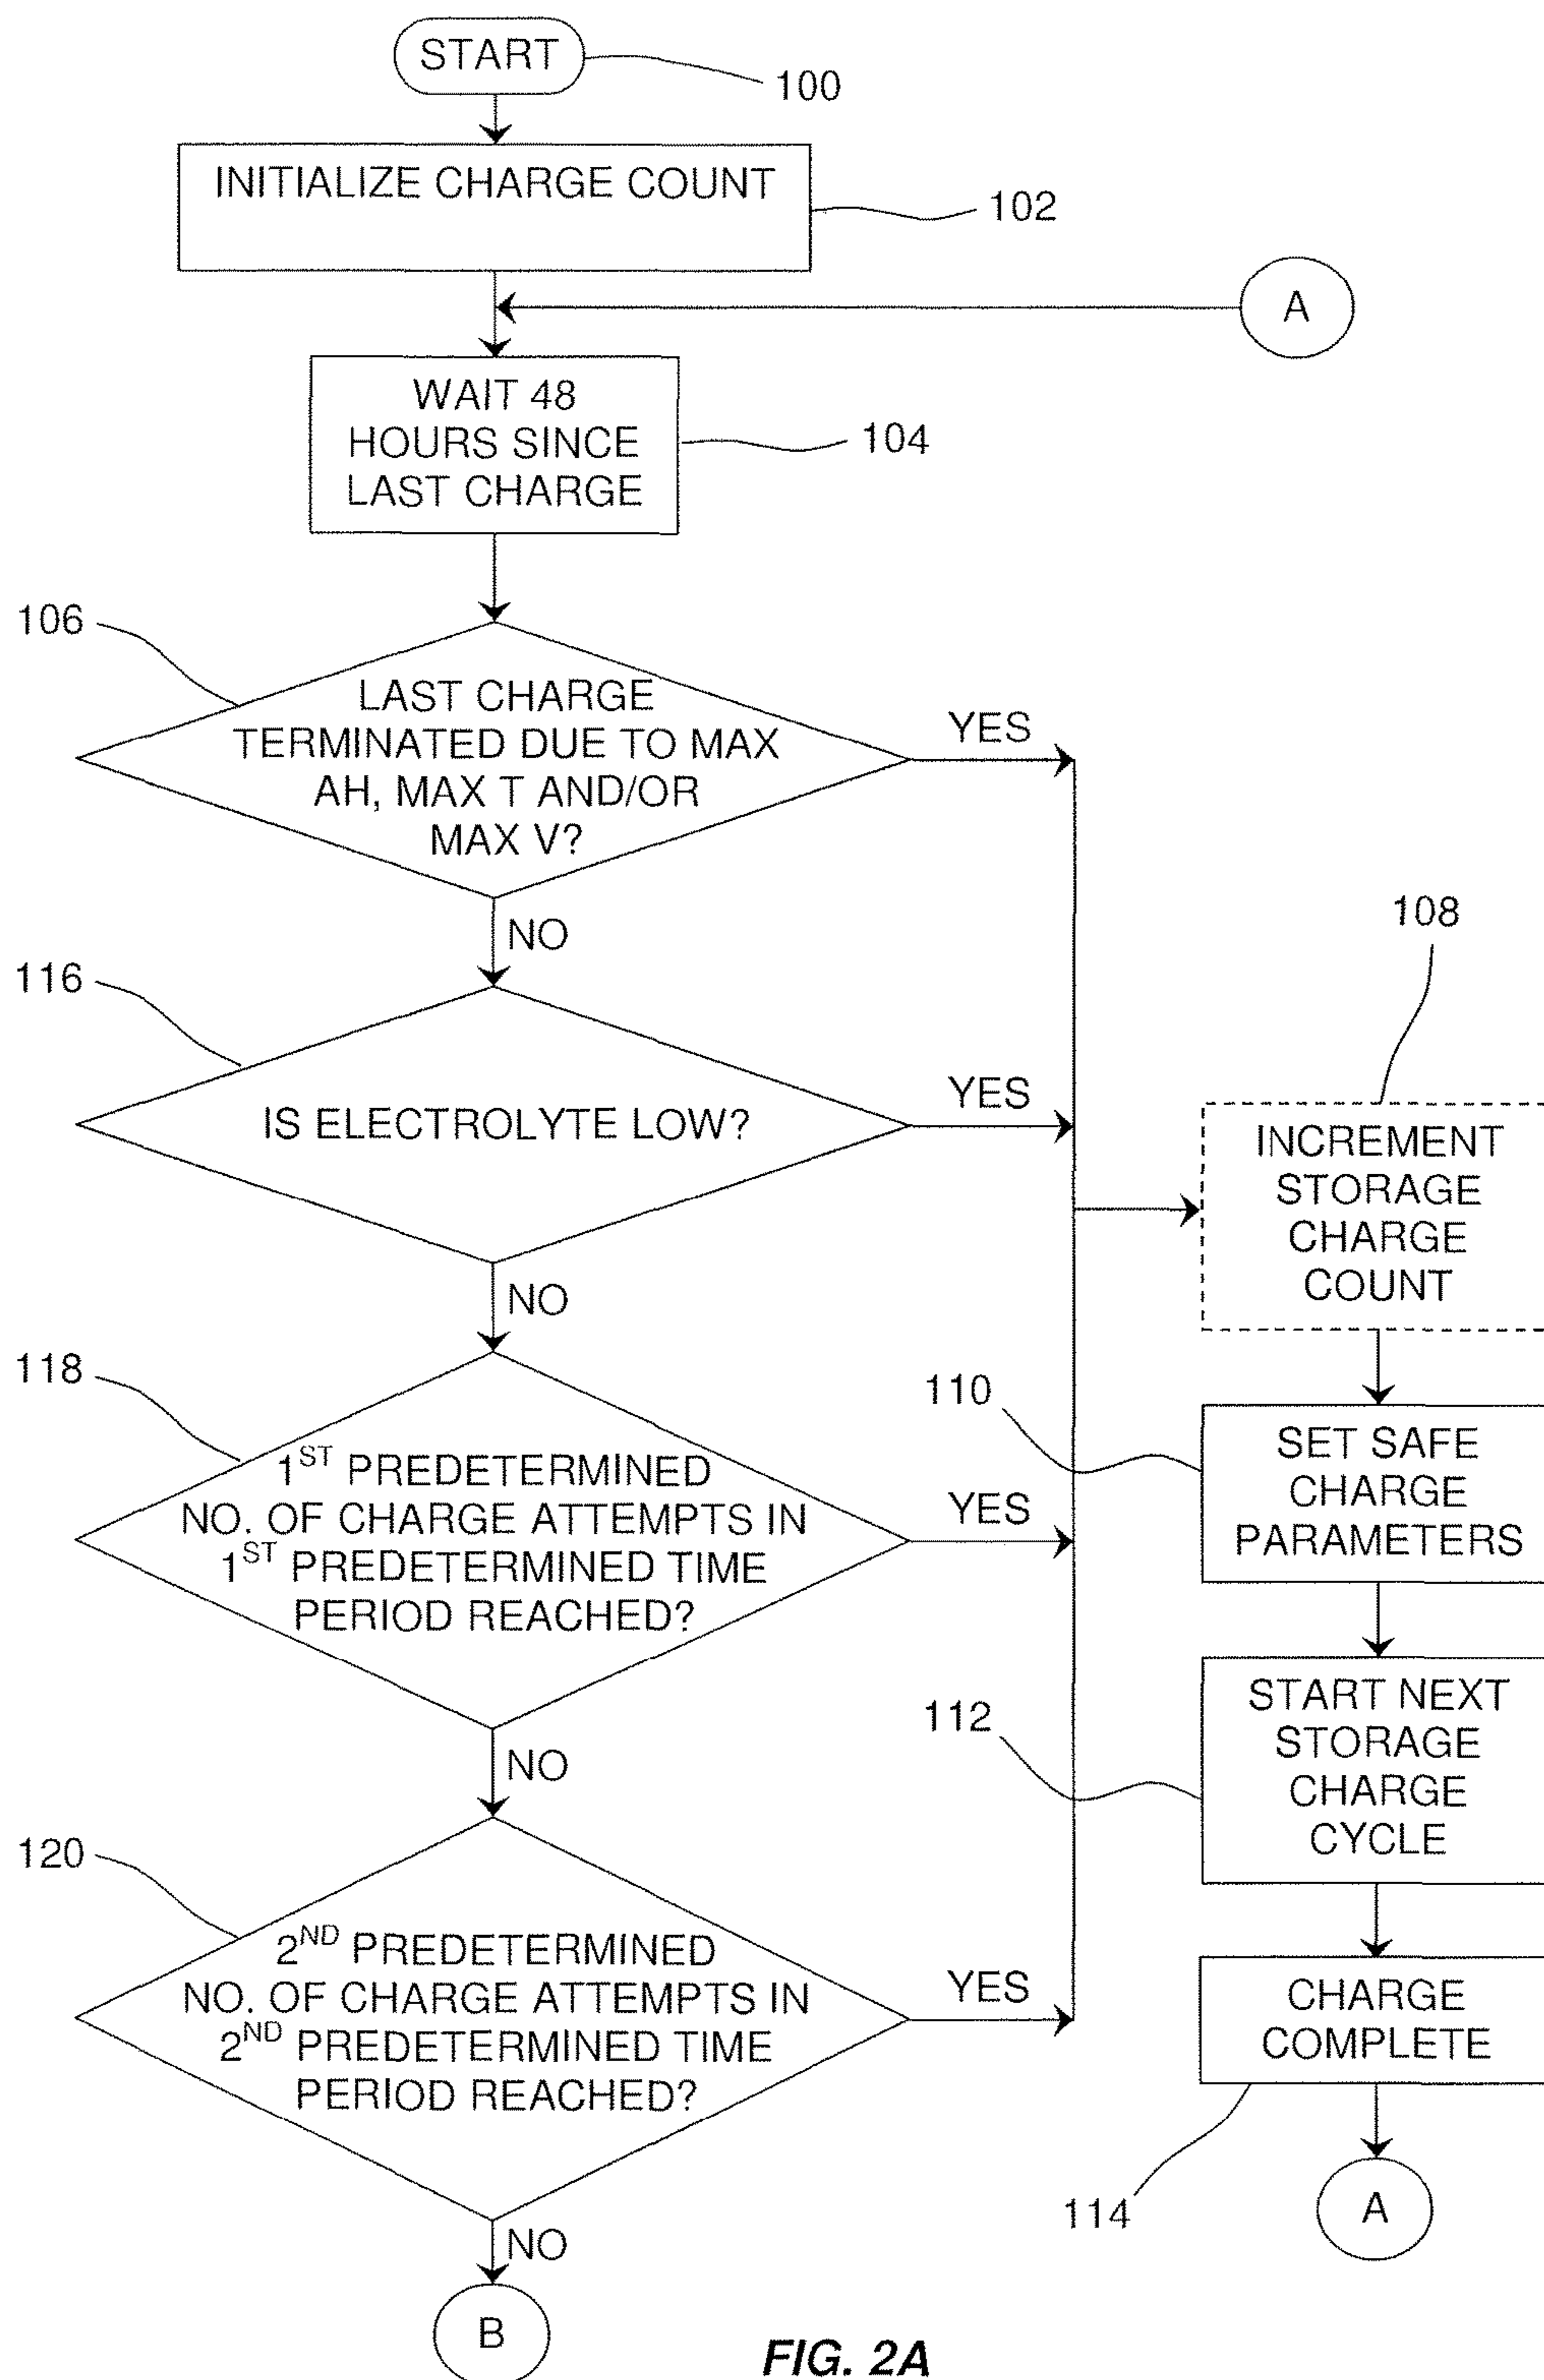 START
100
INITIALIZE CHARGE COUNT
102
A
WAIT 48
HOURS SINCE
LAST CHARGE
104
106
LAST CHARGE
TERMINATED DUE TO MAX
AH, MAX T AND/OR
MAX V?
YES
NO
116
IS ELECTROLYTE LOW?
YES
NO
108
INCREMENT
STORAGE
CHARGE
COUNT
118
1ST PREDETERMINED
NO. OF CHARGE ATTEMPTS IN
1ST PREDETERMINED TIME
PERIOD REACHED?
YES
NO
110
SET SAFE
CHARGE
PARAMETERS
112
START NEXT
STORAGE
CHARGE
CYCLE
120
2ND PREDETERMINED
NO. OF CHARGE ATTEMPTS IN
2ND PREDETERMINED TIME
PERIOD REACHED?
YES
NO
CHARGE
COMPLETE
114
A
B
FIG. 2A